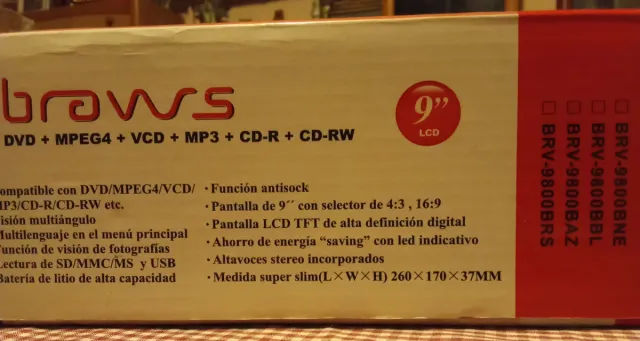 brows
DVD + MPEG4 + VCD + MP3 + CD-R + CD-RW
9”
LCD
compatible con DVD/MPEG4/VCD/
MP3/CD-R/CD-RW etc.
Visión multiángulo
Multilenguaje en el menú principal
Función de visión de fotografías
Lectura de SD/MMC/MS y USB
Batería de litio de alta capacidad
· Función antisock
· Pantalla de 9´´ con selector de 4:3 , 16:9
· Pantalla LCD TFT de alta definición digital
· Ahorro de energía “saving” con led indicativo
· Altavoces stereo incorporados
· Medida super slim(L×W×H) 260×170×37MM
□ BRV-9800BNE
□ BRV-9800BBL
□ BRV-9800BAZ
□ BRV-9800BRS